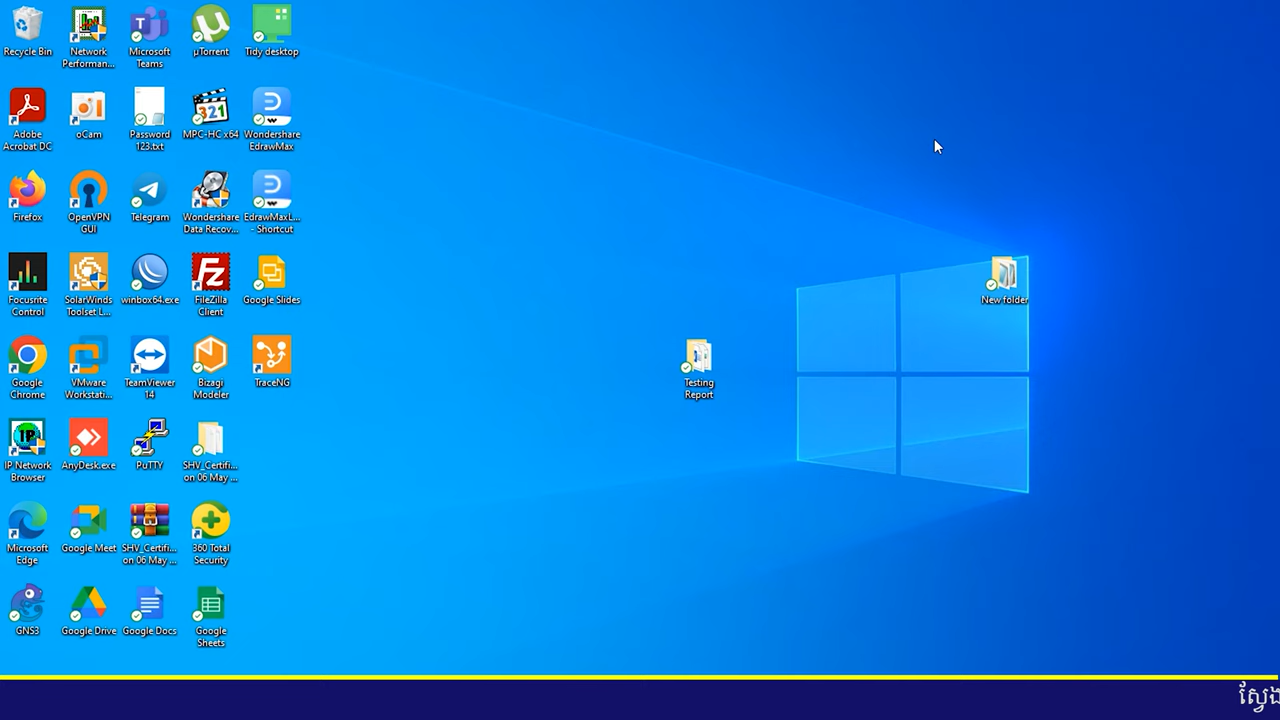 Recycle Bin
Network
Performan...
Microsoft
Teams
µTorrent
Tidy desktop
Adobe
Acrobat DC
oCam
Password
123.txt
MPC-HC x64
Wondershare
EdrawMax
Firefox
OpenVPN
GUI
Telegram
Wondershare
Data Recov...
EdrawMaxL...
- Shortcut
Focusrite
Control
SolarWinds
Toolset L...
winbox64.exe
FileZilla
Client
Google Slides
New folder
Google
Chrome
VMware
Workstati...
TeamViewer
14
Bizagi
Modeler
TraceNG
Testing
Report
IP Network
Browser
AnyDesk.exe
PuTTY
SHV_Certifi...
on 06 May ...
Microsoft
Edge
Google Meet
SHV_Certifi...
on 06 May ...
360 Total
Security
GNS3
Google Drive
Google Docs
Google
Sheets
ស្វែង